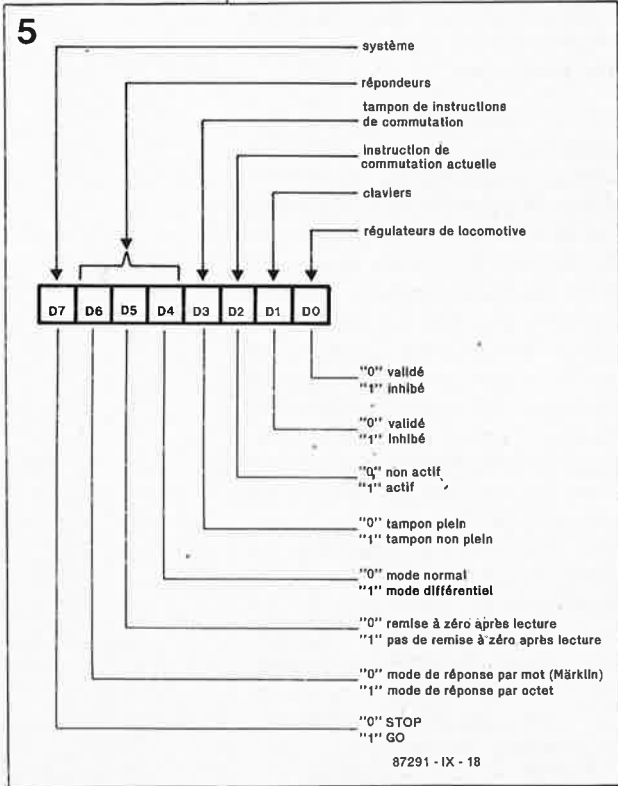 5
système
répondeurs
tampon de instructions
de commutation
instruction de
commutation actuelle
claviers
régulateurs de locomotive
D7 D6 D5 D4 D3 D2 D1 D0
"0" validé
"1" inhibé
"0" validé
"1" inhibé
"0" non actif
"1" actif
"0" tampon plein
"1" tampon non plein
"0" mode normal
"1" mode différentiel
"0" remise à zéro après lecture
"1" pas de remise à zéro après lecture
"0" mode de réponse par mot (Märklin)
"1" mode de réponse par octet
"0" STOP
"1" GO
87291 - IX - 18